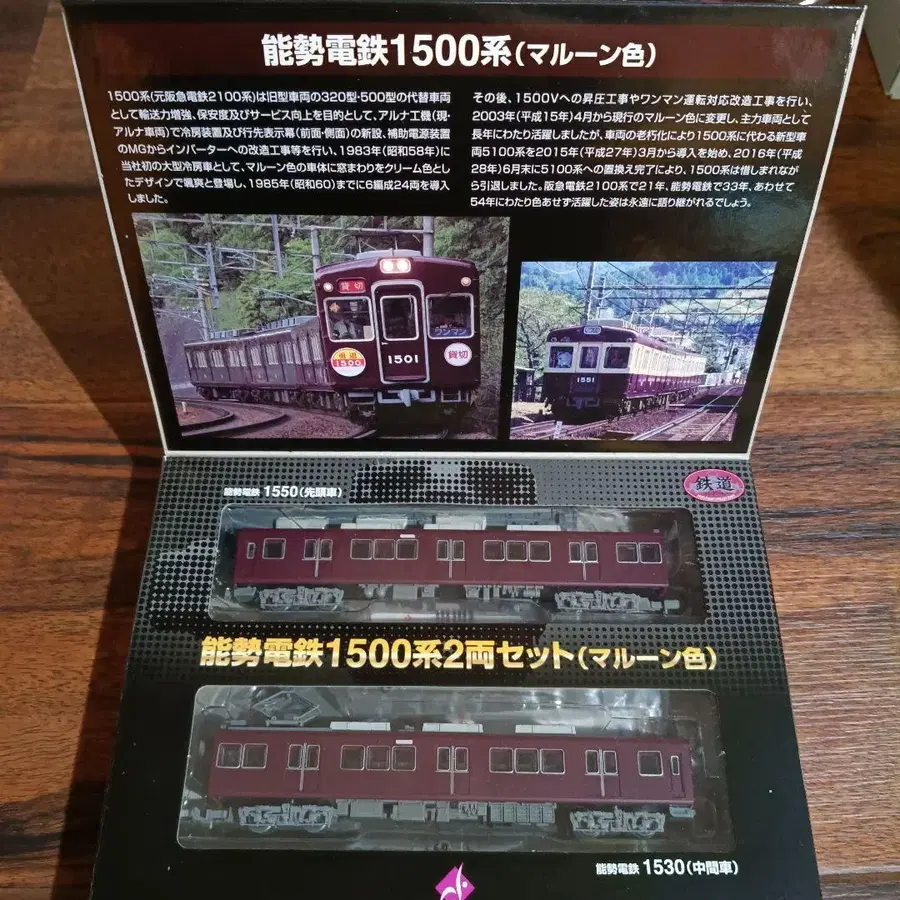 能勢電鉄1500系(マルーン色)
1500系(元阪急電鉄2100系)は旧型車両の320型・500型の代替車両
として輸送力増強、保安度及びサービス向上を目的として、アルナ工機(現・
アルナ車両)で冷房装置及び行先表示幕(前面・側面)の新設、補助電源装置
のMGからインバーターへの改造工事等を行い、1983年(昭和58年)に
当社初の大型冷房車として、マルーン色の車体に窓まわりをクリーム色とし
たデザインで颯爽と登場し、1985年(昭和60)までに6編成24両を導入
しました。
その後、1500Vへの昇圧工事やワンマン運転対応改造工事を行い、
2003年(平成15年)4月から現行のマルーン色に変更し、主力車両として
長年にわたり活躍しましたが、車両の老朽化により1500系に代わる新型車
両5100系を2015年(平成27年)3月から導入を始め、2016年(平成
28年)6月末に5100系への置換え完了により、1500系は惜しまれなが
ら引退しました。阪急電鉄2100系で21年、能勢電鉄で33年、あわせて
54年にわたり色あせず活躍した姿は永遠に語り継がれるでしょう。
貸切
ワンマン
1501
1500
貸切
1551
能勢電鉄 1550(先頭車)
鉄道
能勢電鉄1500系2両セット(マルーン色)
能勢電鉄 1530(中間車)